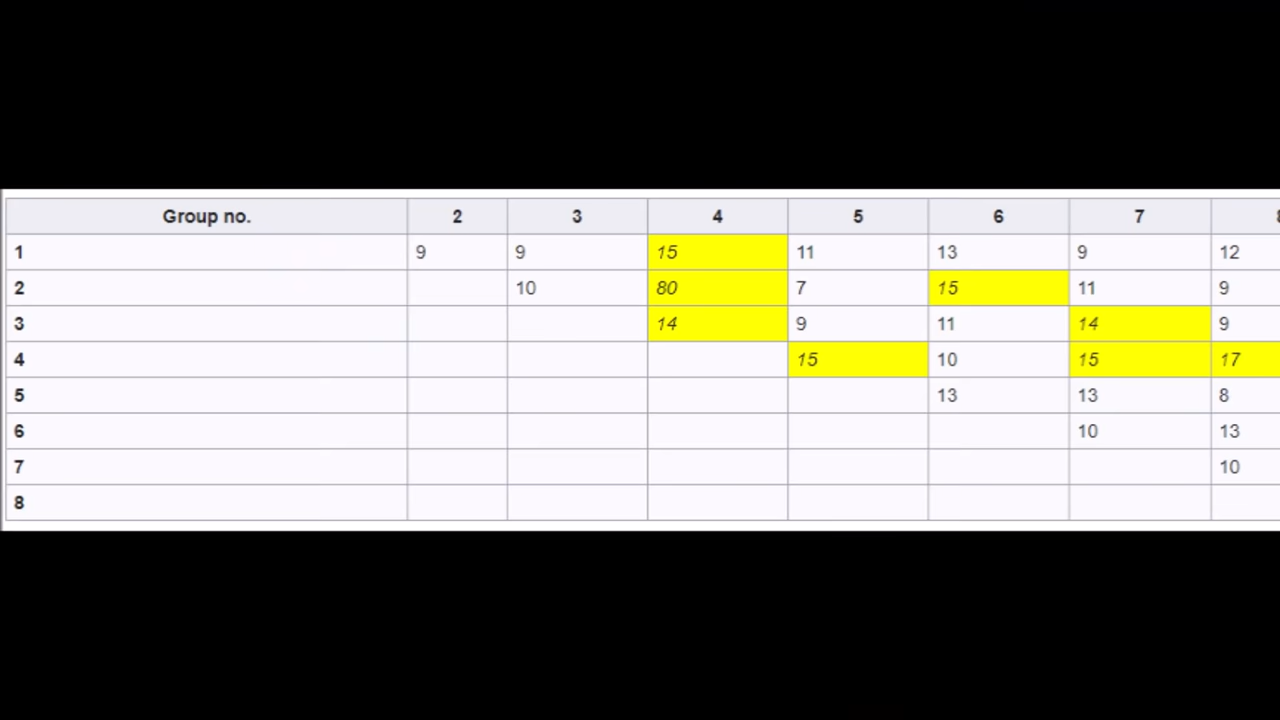 Group no. 2 3 4 5 6 7
1 9 9 15 11 13 9 12
2 10 80 7 15 11 9
3 14 9 11 14 9
4 15 10 15 17
5 13 13 8
6 10 13
7 10
8